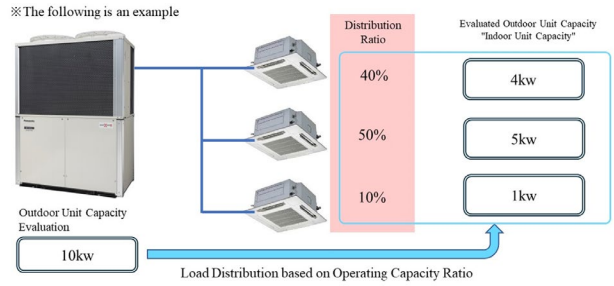 ※The following is an example
Distribution
Ratio
Evaluated Outdoor Unit Capacity
"Indoor Unit Capacity"
40%
4kw
50%
5kw
10%
1kw
Outdoor Unit Capacity
Evaluation
10kw
Load Distribution based on Operating Capacity Ratio